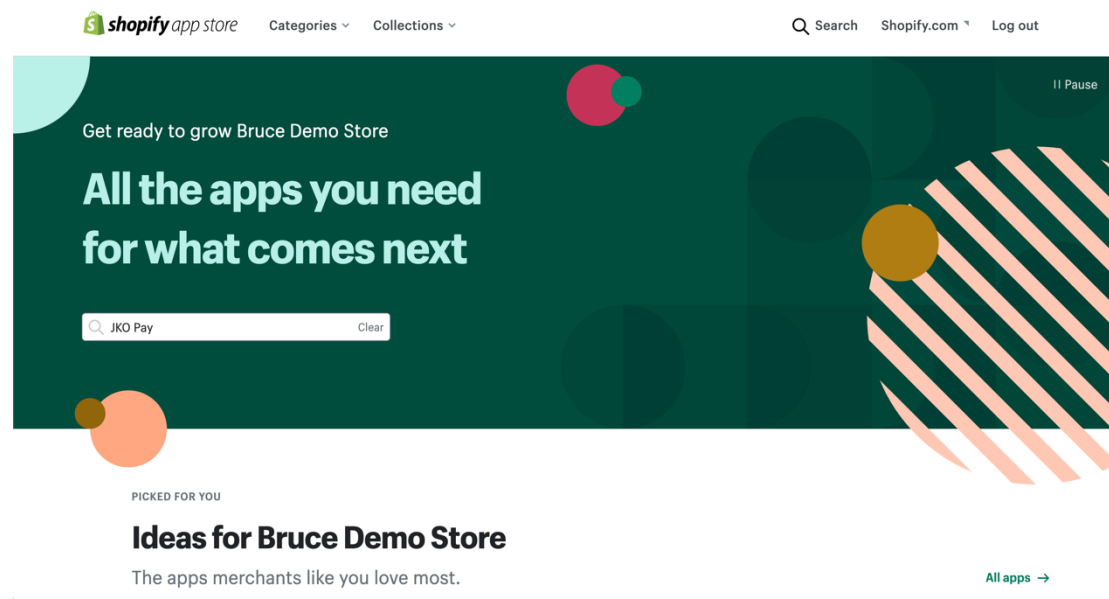 shopify app store
Categories
Collections
Search
Shopify.com
Log out
Pause
Get ready to grow Bruce Demo Store
All the apps you need
for what comes next
JKO Pay
Clear
PICKED FOR YOU
Ideas for Bruce Demo Store
The apps merchants like you love most.
All apps →